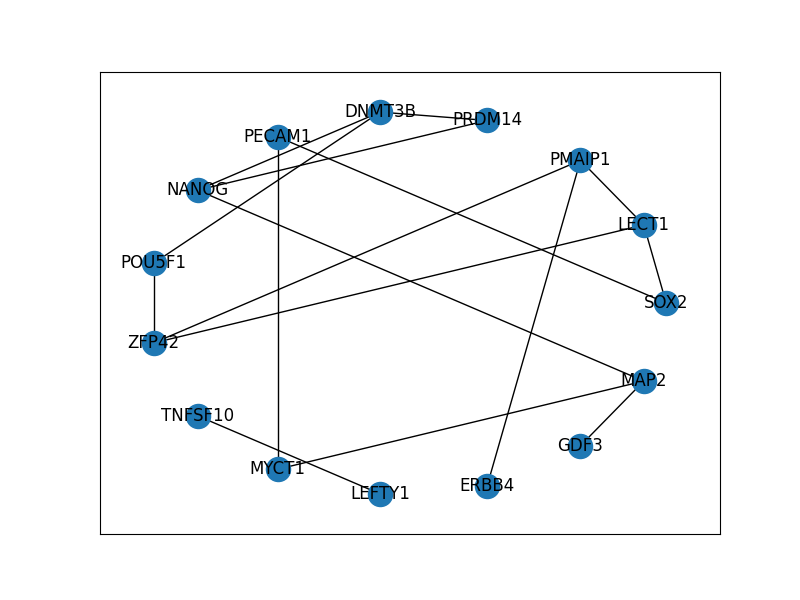 DNMT3B
PRDM14
PECAM1
PMAIP1
NANOG
LECT1
POU5F1
SOX2
ZFP42
MAP2
TNFSF10
GDF3
MYCT1
ERBB4
LEFTY1